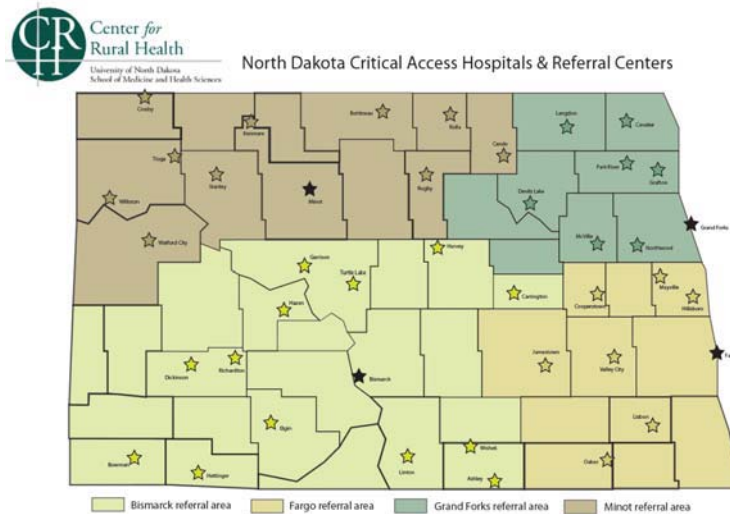 CRH
Center for
Rural Health
University of North Dakota
School of Medicine and Health Sciences
North Dakota Critical Access Hospitals & Referral Centers
Crosby
Kenmare
Bottineau
Rolla
Langdon
Cavalier
Tioga
Stanley
Cando
Park River
Grafton
Williston
Minot
Rugby
Devils Lake
Watford City
McVille
Northwood
Grand Forks
Harvey
Garrison
Turtle Lake
Hazen
Carrington
Cooperstown
Mayville
Hillsboro
Dickinson
Richardton
Bismarck
Jamestown
Valley City
Elgin
Lisbon
Bowman
Hettinger
Linton
Wishek
Ashley
Oakes
Bismarck referral area
Fargo referral area
Grand Forks referral area
Minot referral area